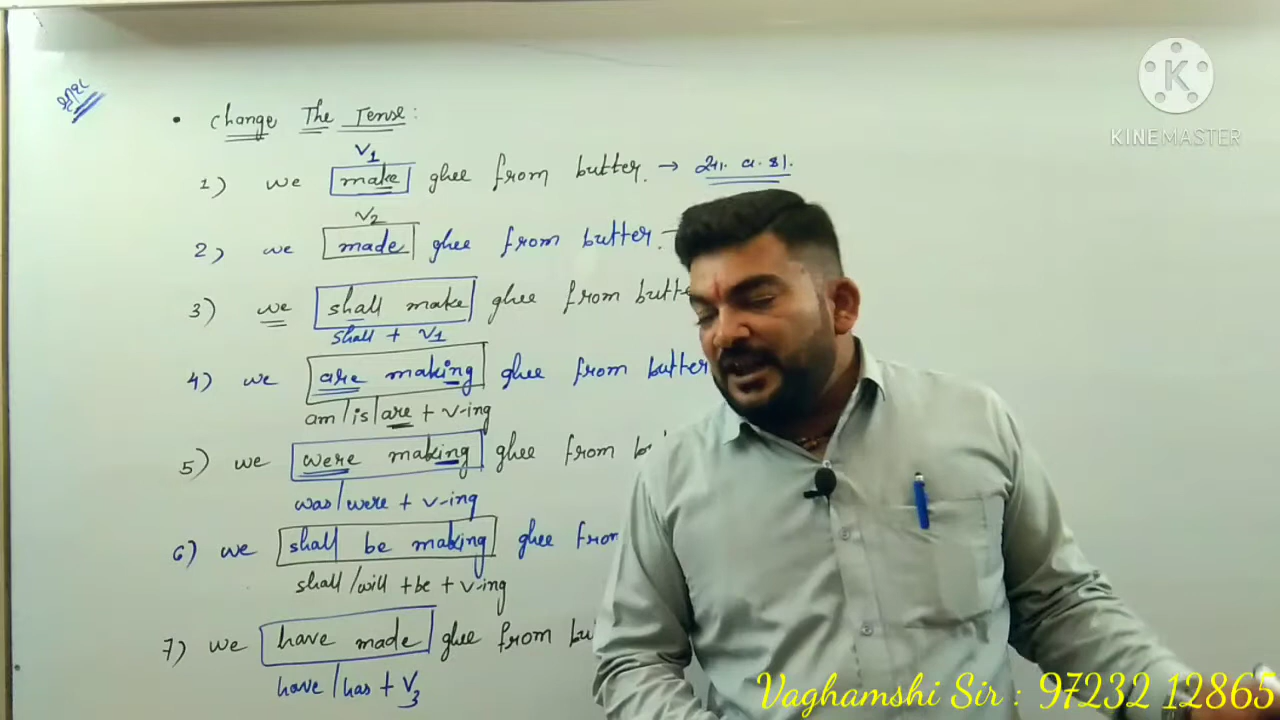 • Change The Tense :
V1
1) we make ghee from butter. → સા. વ. કા.
V2
2) we made ghee from butter. -
3) we shall make ghee from butte
shall + V1
4) we are making ghee from butter
am/is/are + v-ing
5) we were making ghee from
was/were + v-ing
6) we shall be making ghee from
shall/will + be + v-ing
7) we have made ghee from bu
have/has + V3
K
KINEMASTER
Vaghamshi Sir : 97232 12865